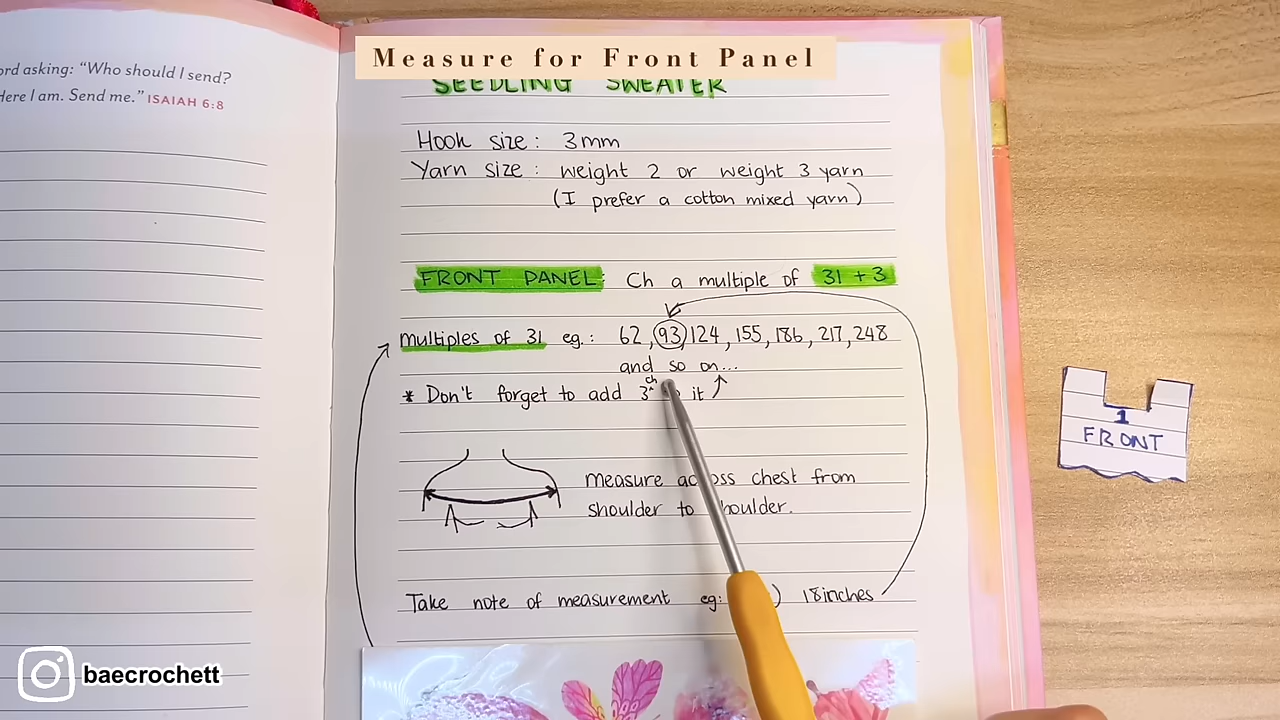 Measure for Front Panel
ord asking: “Who should I send?
Here I am. Send me.” ISAIAH 6:8
SEEDLING SWEATER
Hook size: 3mm
Yarn size: weight 2 or weight 3 yarn
(I prefer a cotton mixed yarn)
FRONT PANEL: Ch a multiple of 31 + 3
multiples of 31 eg.: 62, 93, 124, 155, 186, 217, 248
and so on...
* Don't forget to add 3 ch it
measure across chest from
shoulder to shoulder.
Take note of measurement eg: 18inches
1
FRONT
baecrochett